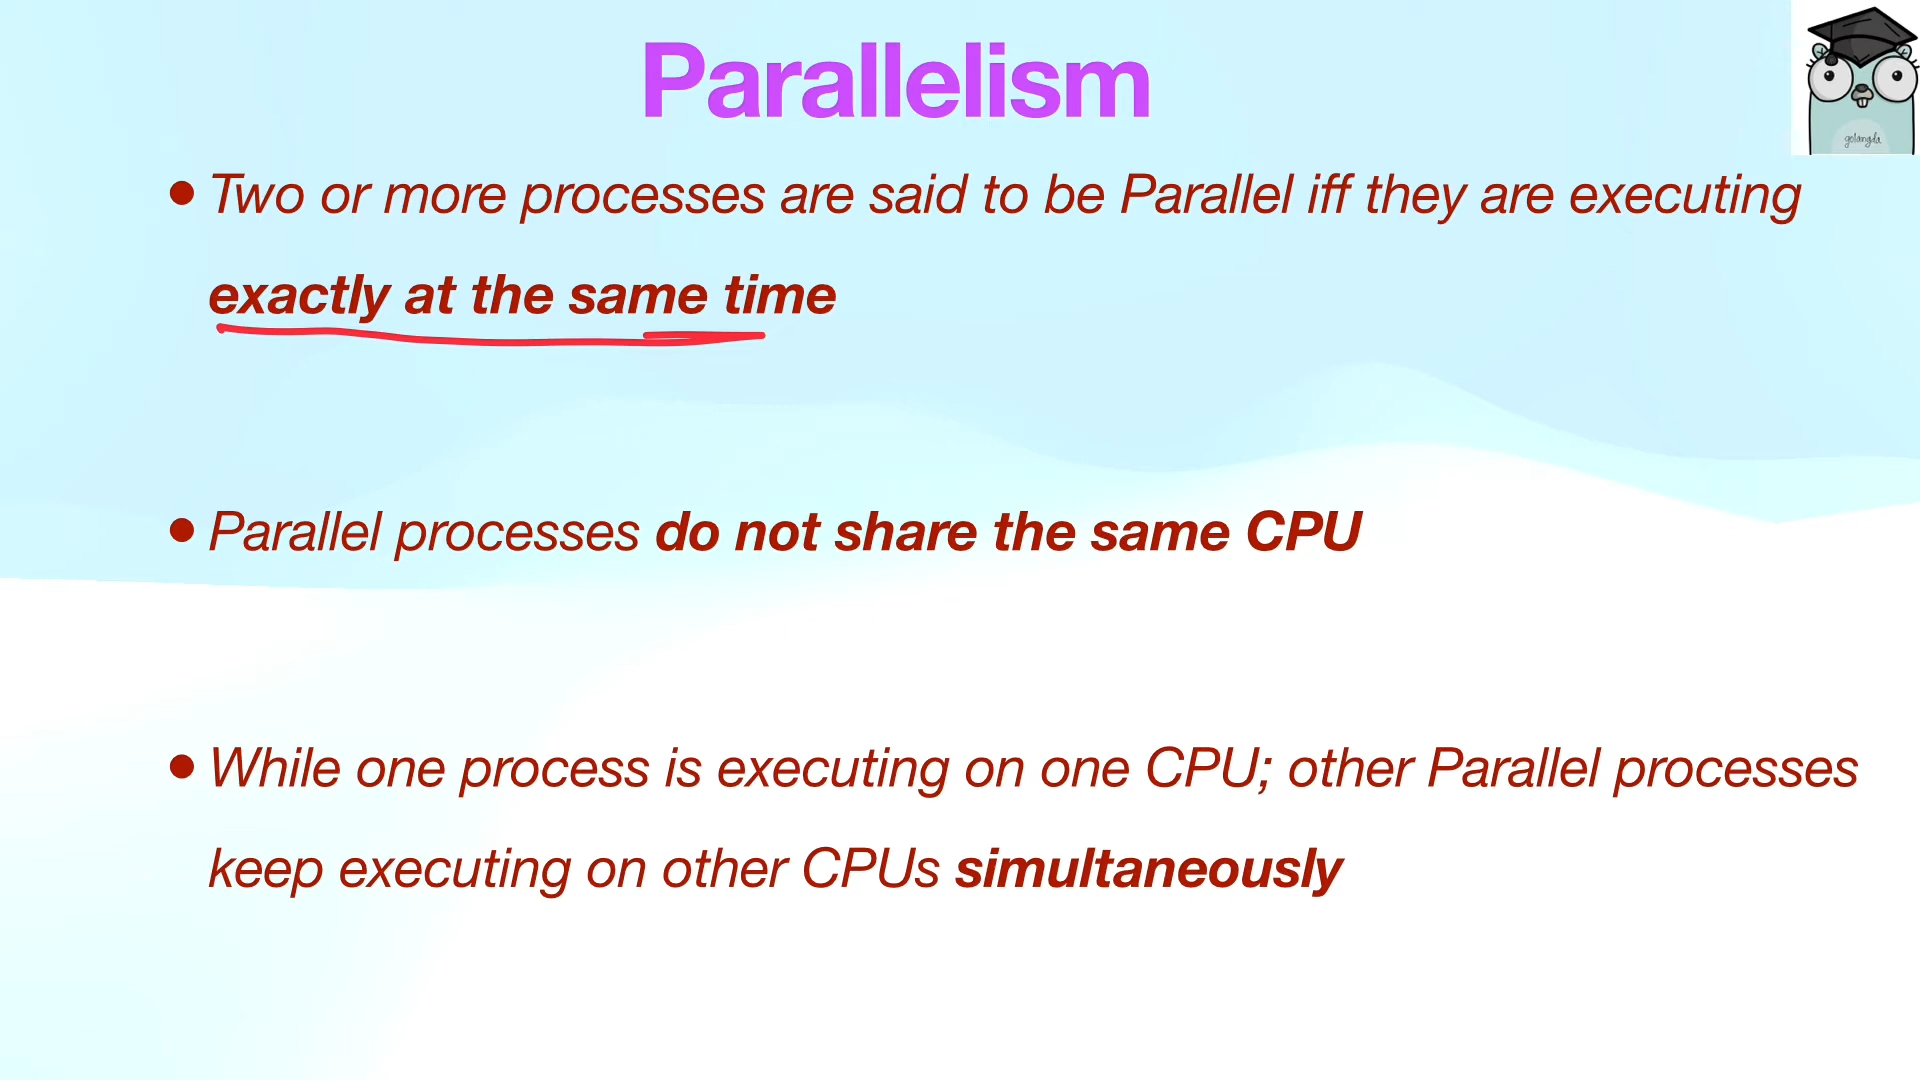 Parallelism
golangda
• Two or more processes are said to be Parallel iff they are executing
exactly at the same time
• Parallel processes do not share the same CPU
• While one process is executing on one CPU; other Parallel processes
keep executing on other CPUs simultaneously